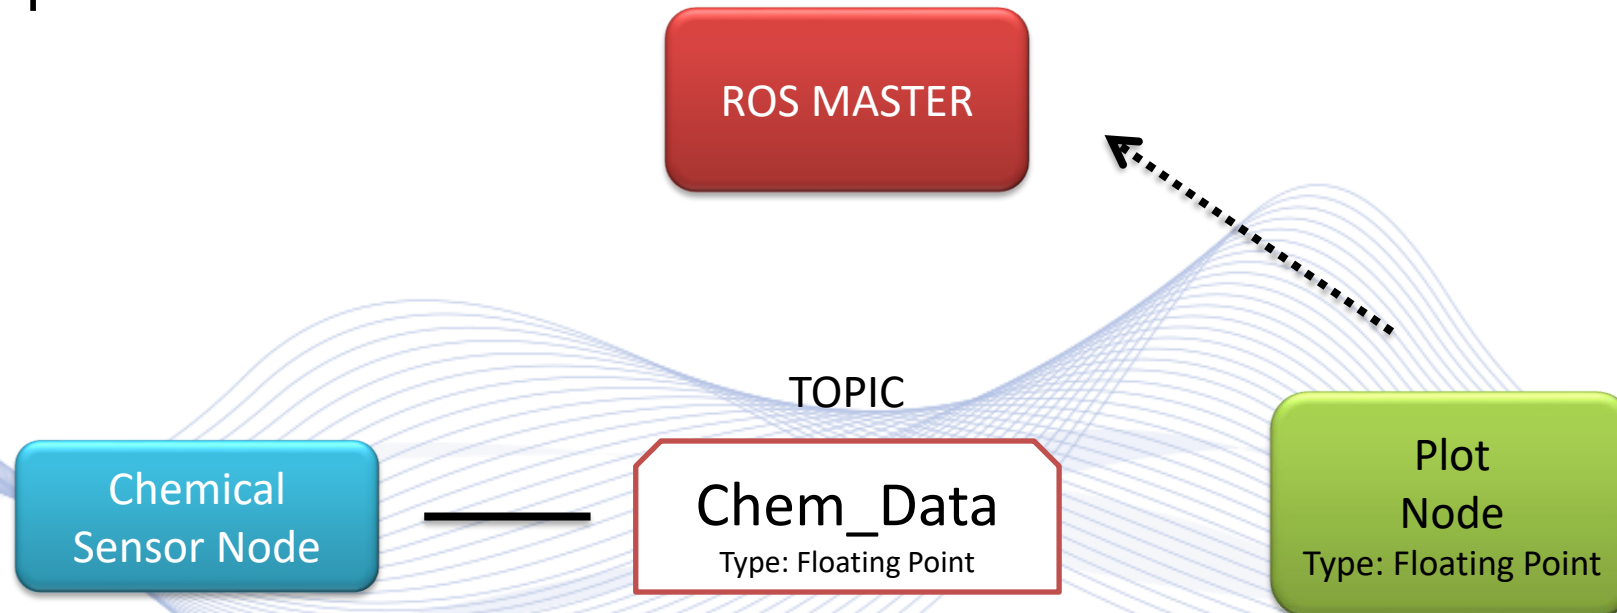 ROS MASTER
TOPIC
Chemical
Sensor Node
Chem_Data
Type: Floating Point
Plot
Node
Type: Floating Point